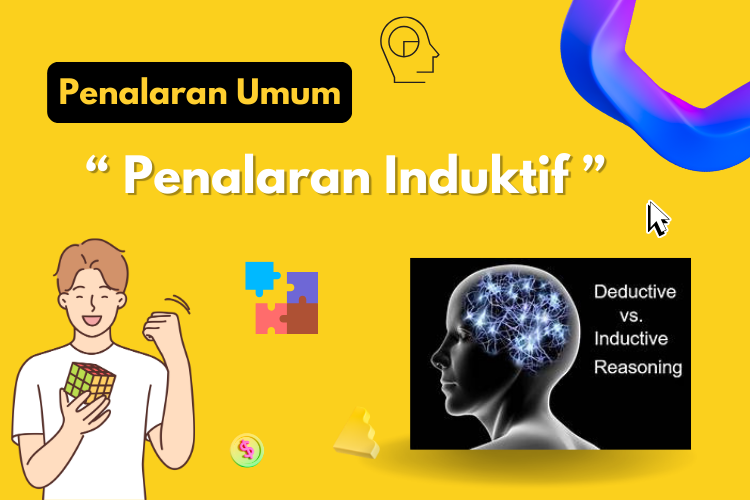 Penalaran Umum
“ Penalaran Induktif ”
Deductive
vs.
Inductive
Reasoning